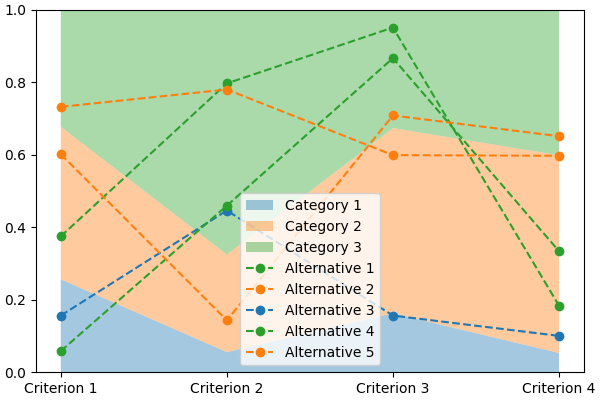 1.0
0.8
0.6
0.4
0.2
0.0
Category 1
Category 2
Category 3
Alternative 1
Alternative 2
Alternative 3
Alternative 4
Alternative 5
Criterion 1 Criterion 2 Criterion 3 Criterion 4